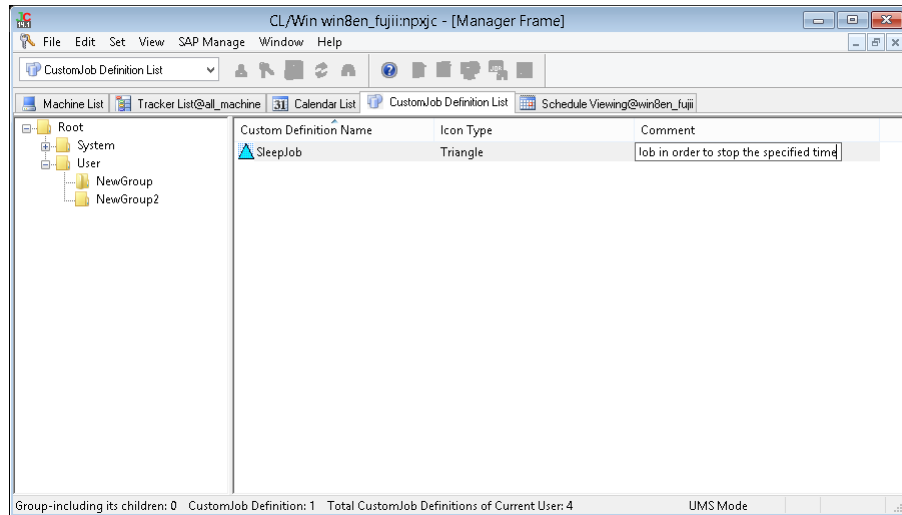 CL/Win win8en_fujii:npxjc - [Manager Frame]
File Edit Set View SAP Manage Window Help
CustomJob Definition List
Machine List Tracker List@all_machine 31 Calendar List CustomJob Definition List Schedule Viewing@win8en_fujii
Root
System
User
NewGroup
NewGroup2
Custom Definition Name Icon Type Comment
SleepJob Triangle Job in order to stop the specified time
Group-including its children: 0 CustomJob Definition: 1 Total CustomJob Definitions of Current User: 4 UMS Mode